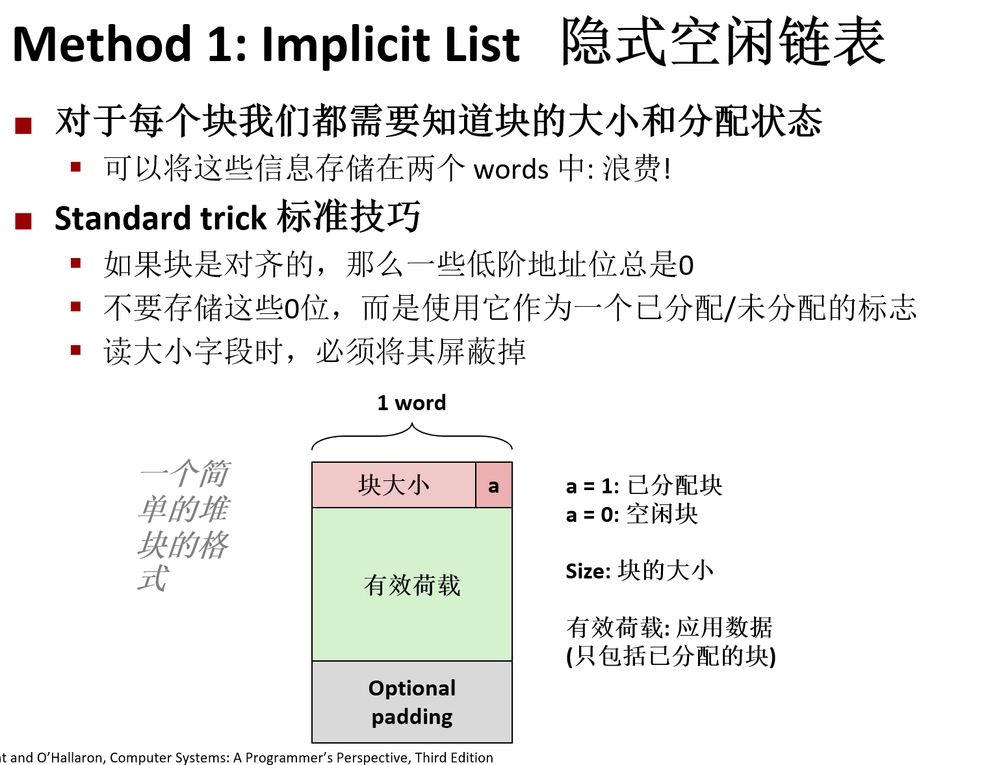 Method 1: Implicit List 隐式空闲链表
对于每个块我们都需要知道块的大小和分配状态
可以将这些信息存储在两个 words 中: 浪费!
Standard trick 标准技巧
如果块是对齐的，那么一些低阶地址位总是0
不要存储这些0位，而是使用它作为一个已分配/未分配的标志
读大小字段时，必须将其屏蔽掉
1 word
一个简
单的堆
块的格
式
块大小
a
有效荷载
Optional
padding
a = 1: 已分配块
a = 0: 空闲块
Size: 块的大小
有效荷载: 应用数据
(只包括已分配的块)
and O'Hallaron, Computer Systems: A Programmer's Perspective, Third Edition